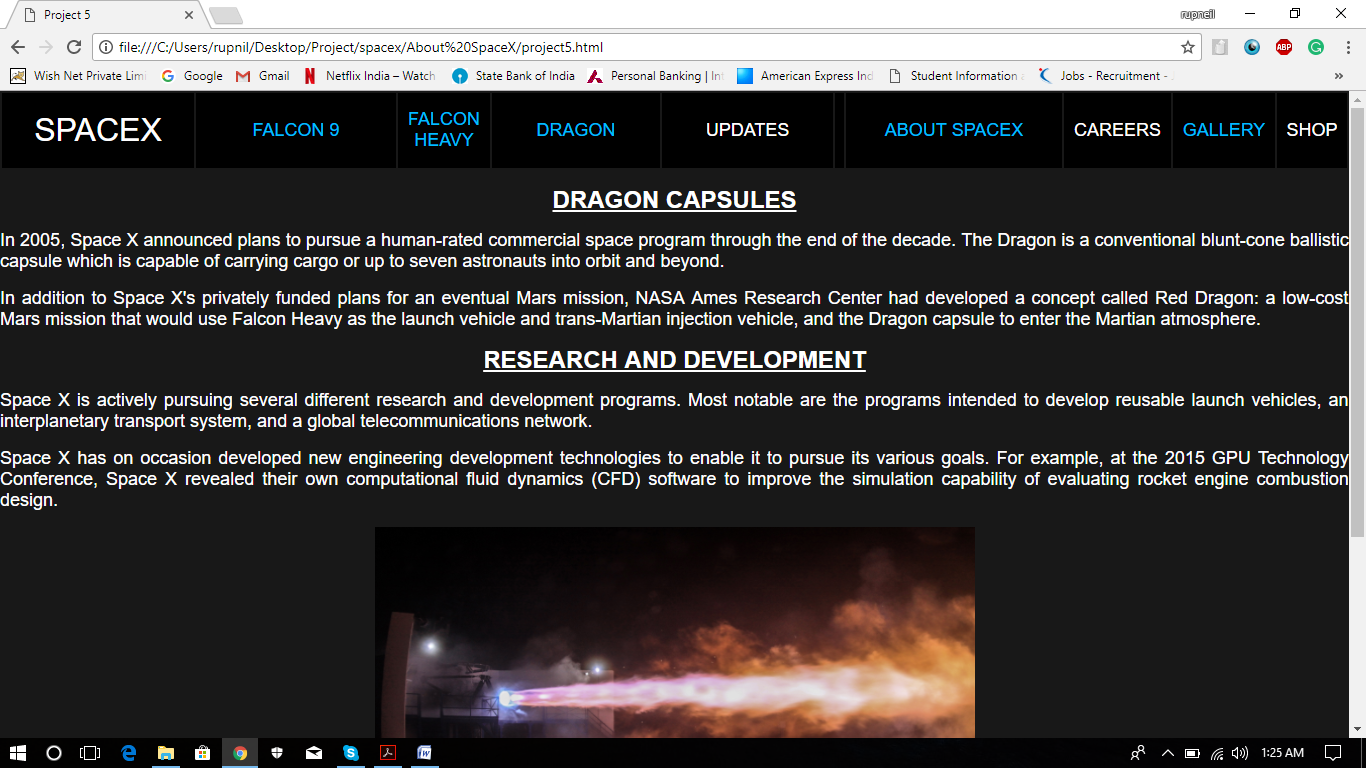 Project 5
rupneil
file:///C:/Users/rupnil/Desktop/Project/spacex/About%20SpaceX/project5.html
Wish Net Private Lim Google Gmail Netflix India – Watch State Bank of India Personal Banking | Int American Express Ind Student Information Jobs - Recruitment -
SPACEX FALCON 9 FALCON HEAVY DRAGON UPDATES ABOUT SPACEX CAREERS GALLERY SHOP
DRAGON CAPSULES
In 2005, Space X announced plans to pursue a human-rated commercial space program through the end of the decade. The Dragon is a conventional blunt-cone ballistic
capsule which is capable of carrying cargo or up to seven astronauts into orbit and beyond.
In addition to Space X's privately funded plans for an eventual Mars mission, NASA Ames Research Center had developed a concept called Red Dragon: a low-cost
Mars mission that would use Falcon Heavy as the launch vehicle and trans-Martian injection vehicle, and the Dragon capsule to enter the Martian atmosphere.
RESEARCH AND DEVELOPMENT
Space X is actively pursuing several different research and development programs. Most notable are the programs intended to develop reusable launch vehicles, an
interplanetary transport system, and a global telecommunications network.
Space X has on occasion developed new engineering development technologies to enable it to pursue its various goals. For example, at the 2015 GPU Technology
Conference, Space X revealed their own computational fluid dynamics (CFD) software to improve the simulation capability of evaluating rocket engine combustion
design.
1:25 AM